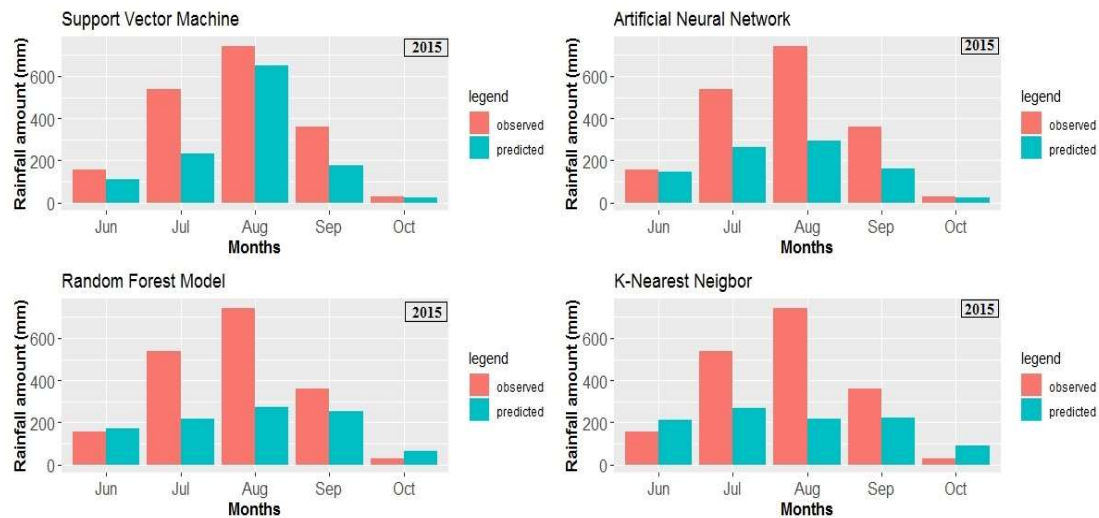 Support Vector Machine
2015
Rainfall amount (mm)
600
400
200
0
Jun Jul Aug Sep Oct
Months
legend
observed
predicted
Artificial Neural Network
2015
Rainfall amount (mm)
600
400
200
0
Jun Jul Aug Sep Oct
Months
legend
observed
predicted
Random Forest Model
2015
Rainfall amount (mm)
600
400
200
0
Jun Jul Aug Sep Oct
Months
legend
observed
predicted
K-Nearest Neigbor
2015
Rainfall amount (mm)
600
400
200
0
Jun Jul Aug Sep Oct
Months
legend
observed
predicted